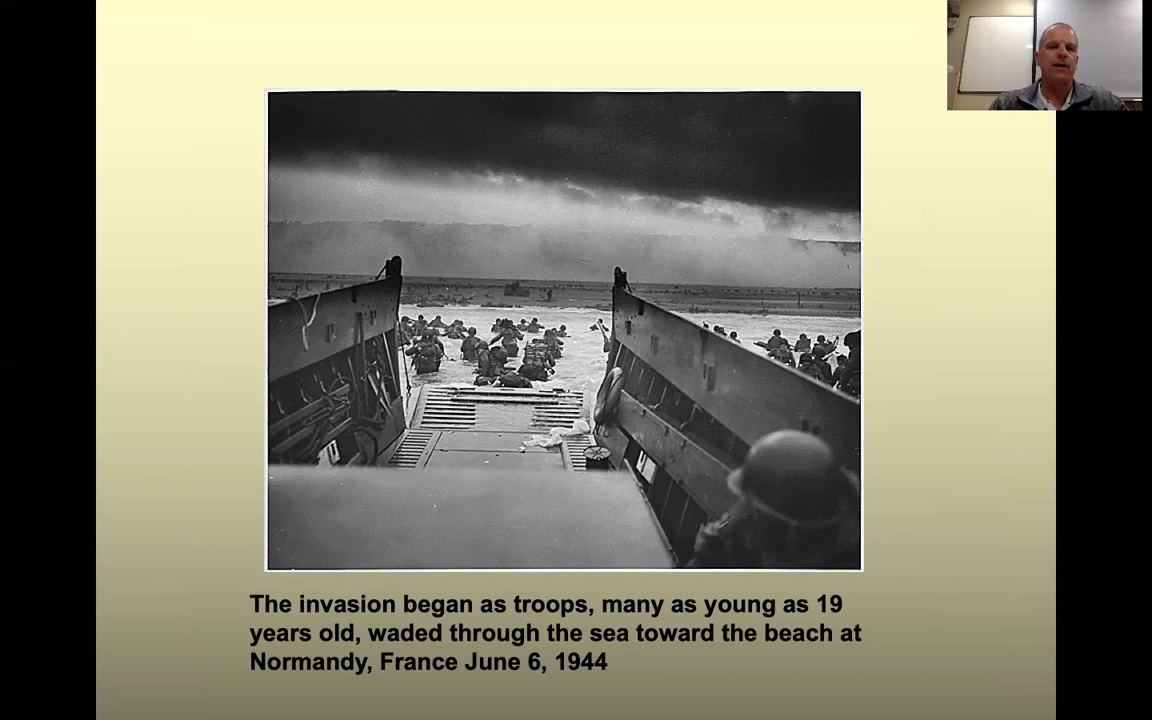 The invasion began as troops, many as young as 19
years old, waded through the sea toward the beach at
Normandy, France June 6, 1944